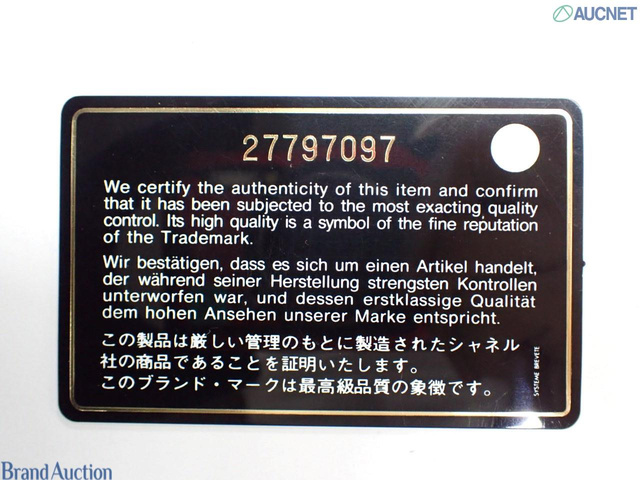 AUCNET
27797097
We certify the authenticity of this item and confirm
that it has been subjected to the most exacting quality
control. Its high quality is a symbol of the fine reputation
of the Trademark.
Wir bestätigen, dass es sich um einen Artikel handelt,
der während seiner Herstellung strengsten Kontrollen
unterworfen war, und dessen erstklassige Qualität
dem hohen Ansehen unserer Marke entspricht.
この製品は厳しい管理のもとに製造されたシャネル
社の商品であることを証明いたします。
このブランド・マークは最高級品質の象徴です。
SYSTEME BREVETE
Brand Auction